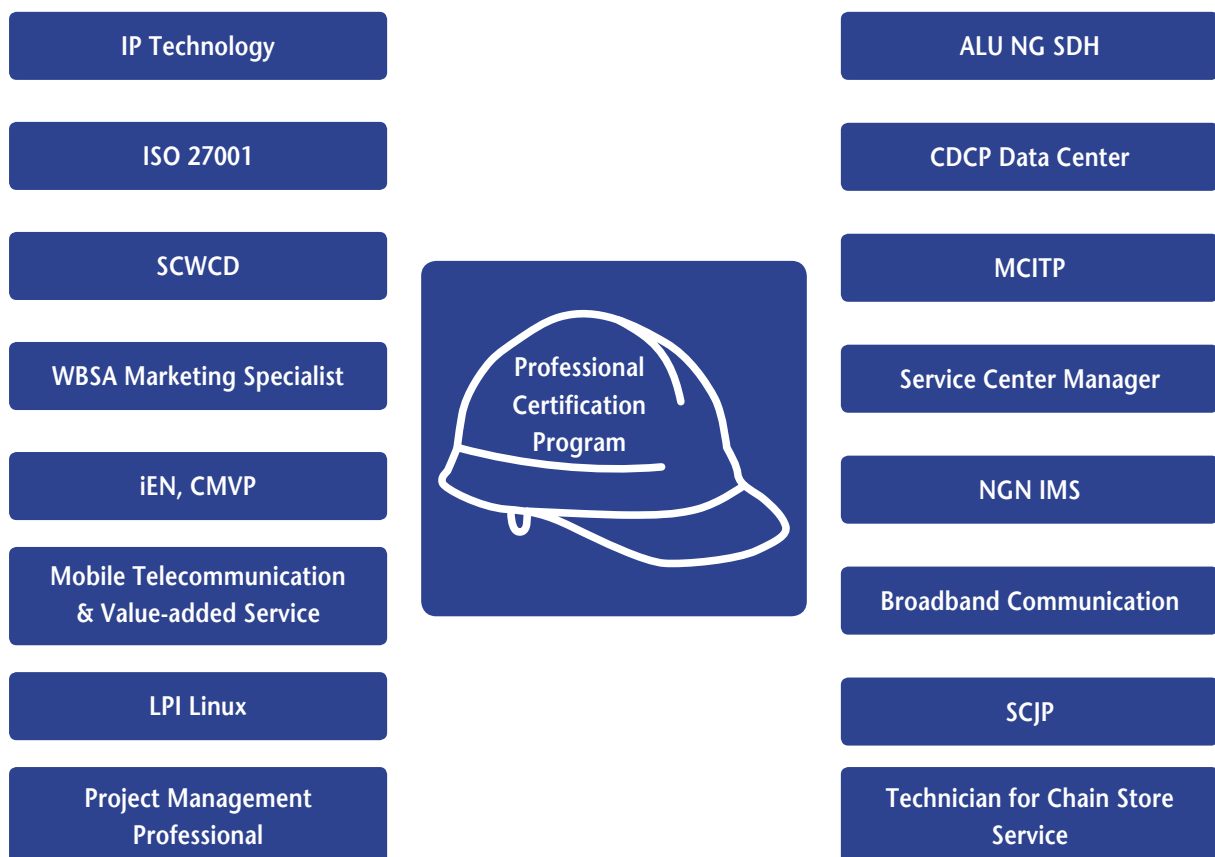 IP Technology
ISO 27001
SCWCD
WBSA Marketing Specialist
iEN, CMVP
Mobile Telecommunication
& Value-added Service
LPI Linux
Project Management
Professional
Professional
Certification
Program
ALU NG SDH
CDCP Data Center
MCITP
Service Center Manager
NGN IMS
Broadband Communication
SCJP
Technician for Chain Store
Service